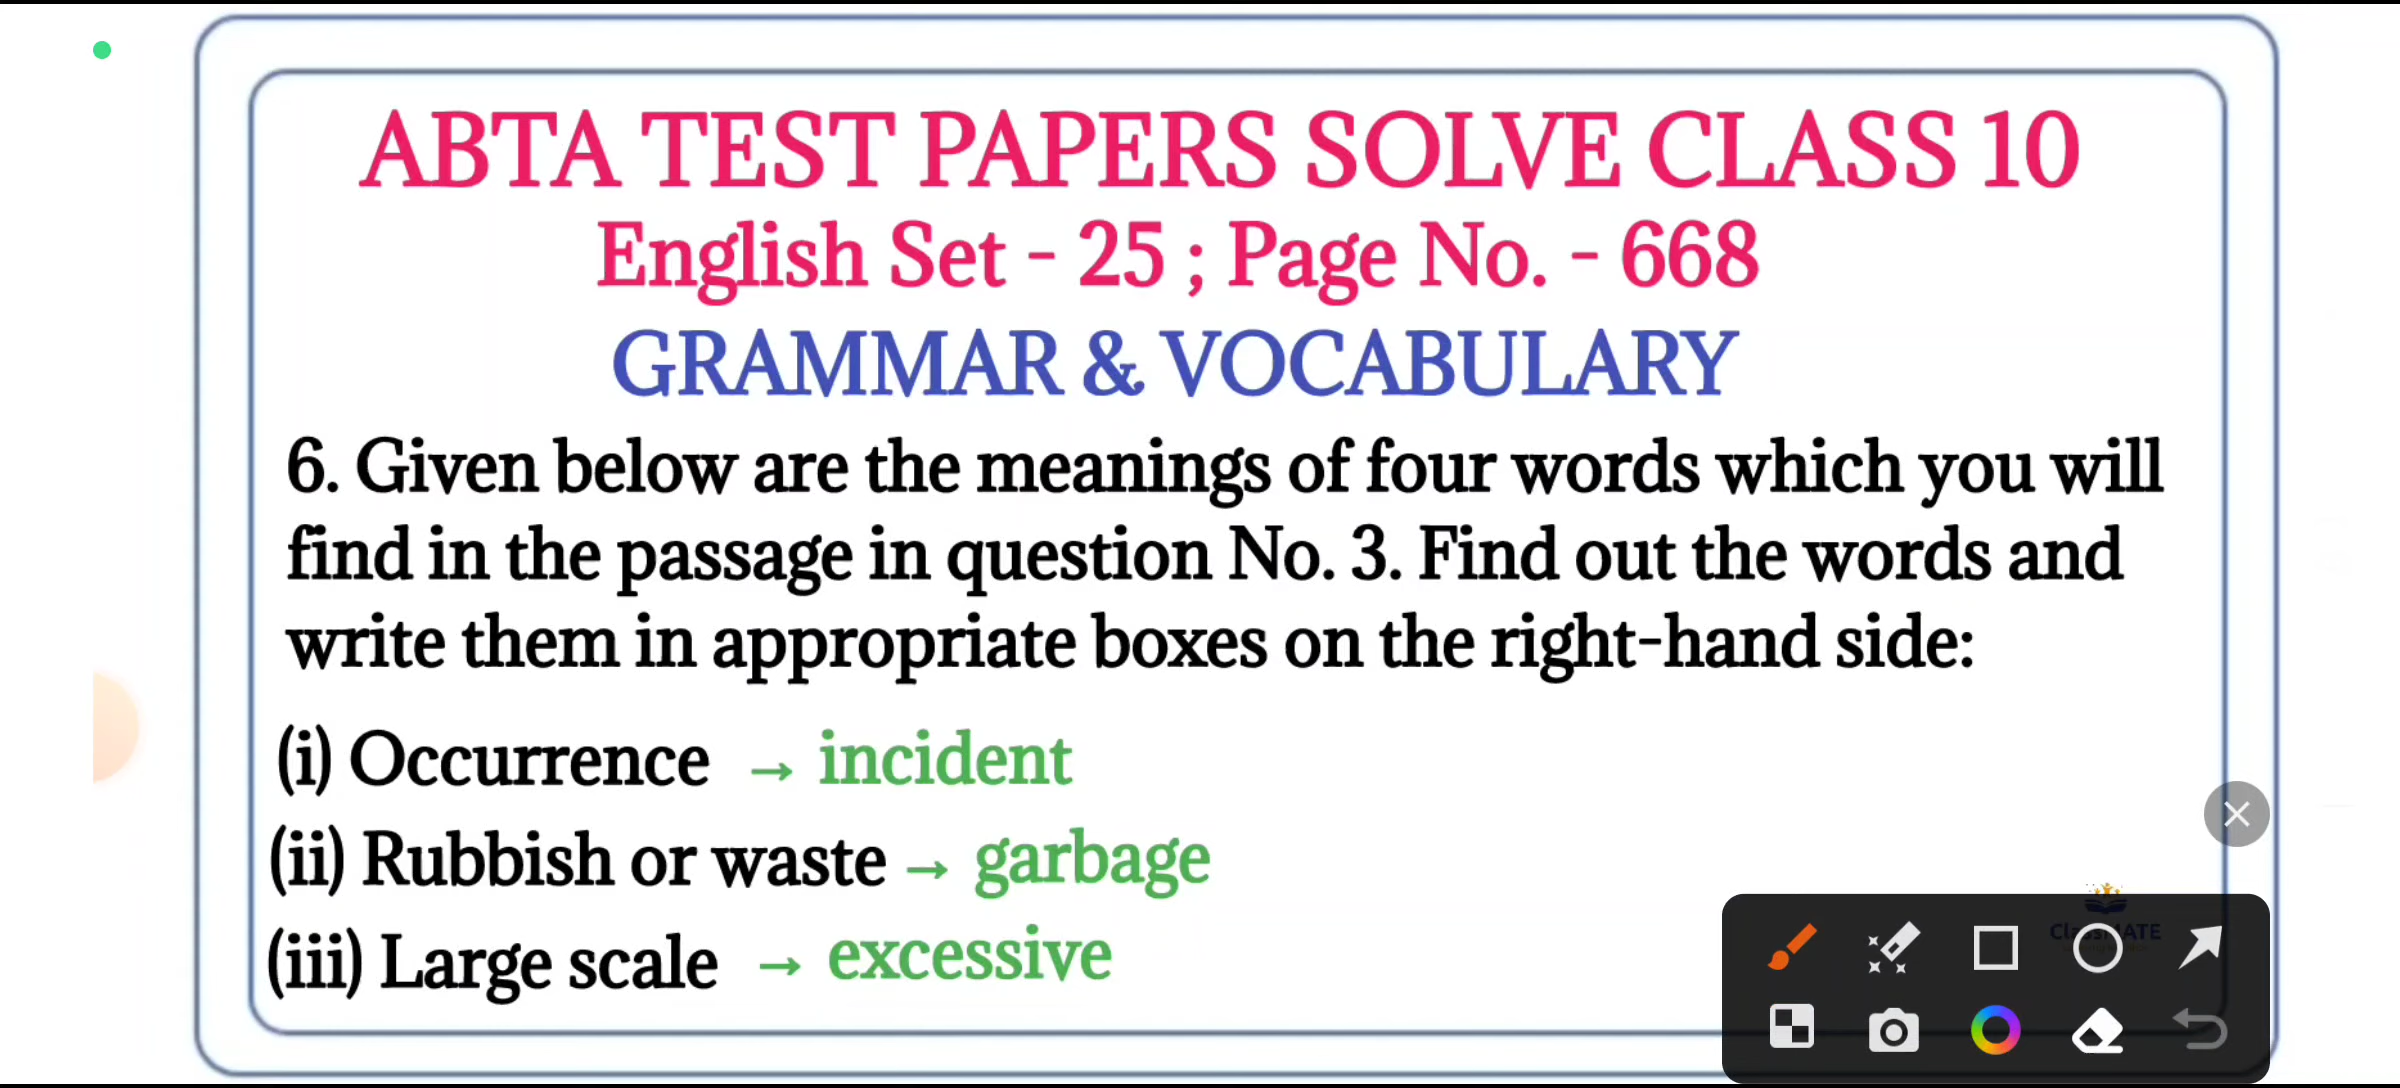 ABTA TEST PAPERS SOLVE CLASS 10
English Set - 25 ; Page No. - 668
GRAMMAR & VOCABULARY
6. Given below are the meanings of four words which you will
find in the passage in question No. 3. Find out the words and
write them in appropriate boxes on the right-hand side:
(i) Occurrence → incident
(ii) Rubbish or waste → garbage
(iii) Large scale → excessive